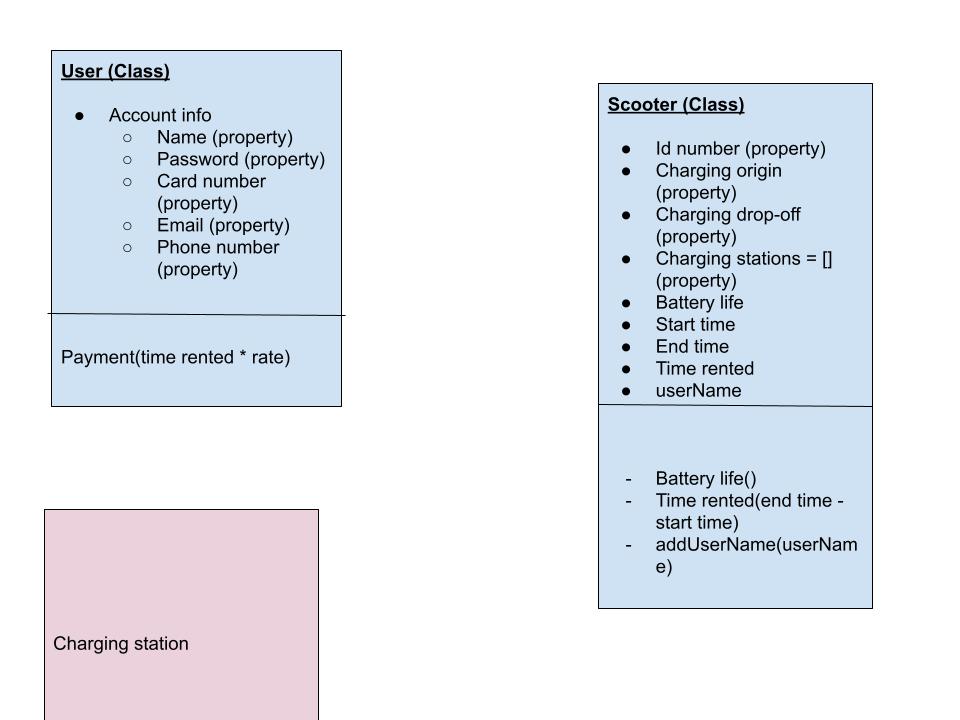 User (Class)
● Account info
○ Name (property)
○ Password (property)
○ Card number
(property)
○ Email (property)
○ Phone number
(property)
Payment(time rented * rate)
Scooter (Class)
● Id number (property)
● Charging origin
(property)
● Charging drop-off
(property)
● Charging stations = []
(property)
● Battery life
● Start time
● End time
● Time rented
● userName
- Battery life()
- Time rented(end time -
start time)
- addUserName(userNam
e)
Charging station